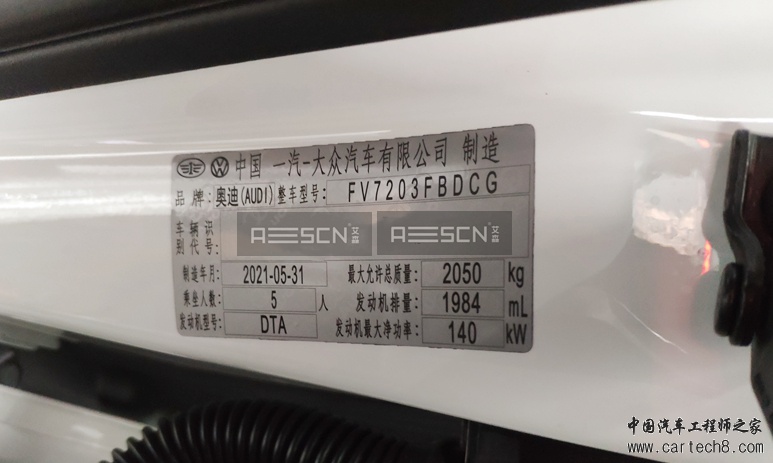 中国 一汽-大众汽车有限公司 制造
品 牌: 奥迪(AUDI) 整车型号: FV7203FBDCG
车 辆 识
别 代 号:
AESCN 艾森 AESCN 艾森
制造年月: 2021-05-31 最大允许总质量: 2050 kg
乘坐人数: 5 人 发动机排量: 1984 mL
发动机型号: DTA 发动机最大净功率: 140 kW
中国汽车工程师之家
www.cartech8.com